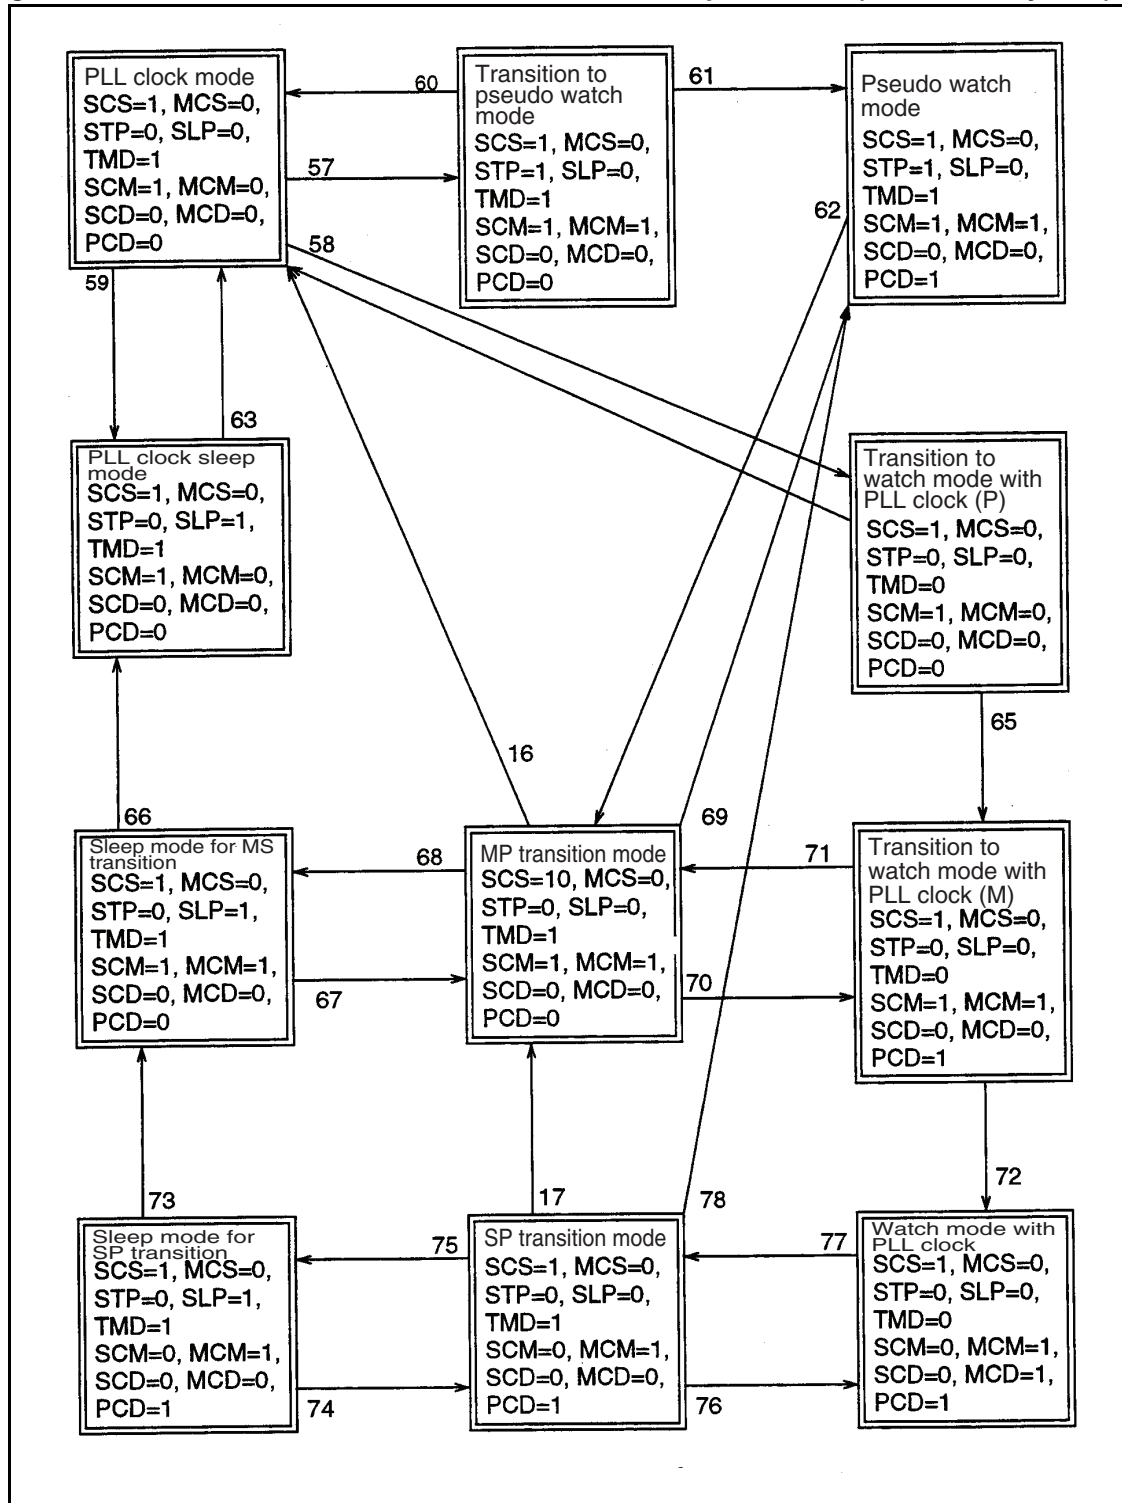 PLL clock mode
SCS=1, MCS=0,
STP=0, SLP=0,
TMD=1
SCM=1, MCM=0,
SCD=0, MCD=0,
PCD=0
60
57
58
59
Transition to
pseudo watch
mode
SCS=1, MCS=0,
STP=1, SLP=0,
TMD=1
SCM=1, MCM=1,
SCD=0, MCD=0,
PCD=0
61
Pseudo watch
mode
SCS=1, MCS=0,
STP=1, SLP=0,
TMD=1
SCM=1, MCM=1,
SCD=0, MCD=0,
PCD=1
62
63
PLL clock sleep
mode
SCS=1, MCS=0,
STP=0, SLP=1,
TMD=1
SCM=1, MCM=0,
SCD=0, MCD=0,
PCD=0
Transition to
watch mode with
PLL clock (P)
SCS=1, MCS=0,
STP=0, SLP=0,
TMD=0
SCM=1, MCM=0,
SCD=0, MCD=0,
PCD=0
65
16
66
69
Sleep mode for MS
transition
SCS=1, MCS=0,
STP=0, SLP=1,
TMD=1
SCM=1, MCM=1,
SCD=0, MCD=0,
PCD=0
68
67
MP transition mode
SCS=10, MCS=0,
STP=0, SLP=0,
TMD=1
SCM=1, MCM=1,
SCD=0, MCD=0,
PCD=0
71
70
Transition to
watch mode with
PLL clock (M)
SCS=1, MCS=0,
STP=0, SLP=0,
TMD=0
SCM=1, MCM=1,
SCD=0, MCD=0,
PCD=1
72
73
17
78
Sleep mode for
SP transition
SCS=1, MCS=0,
STP=0, SLP=1,
TMD=1
SCM=0, MCM=1,
SCD=0, MCD=0,
PCD=1
75
74
SP transition mode
SCS=1, MCS=0,
STP=0, SLP=0,
TMD=1
SCM=0, MCM=1,
SCD=0, MCD=0,
PCD=1
77
76
Watch mode with
PLL clock
SCS=1, MCS=0,
STP=0, SLP=0,
TMD=0
SCM=0, MCM=1,
SCD=0, MCD=1,
PCD=1